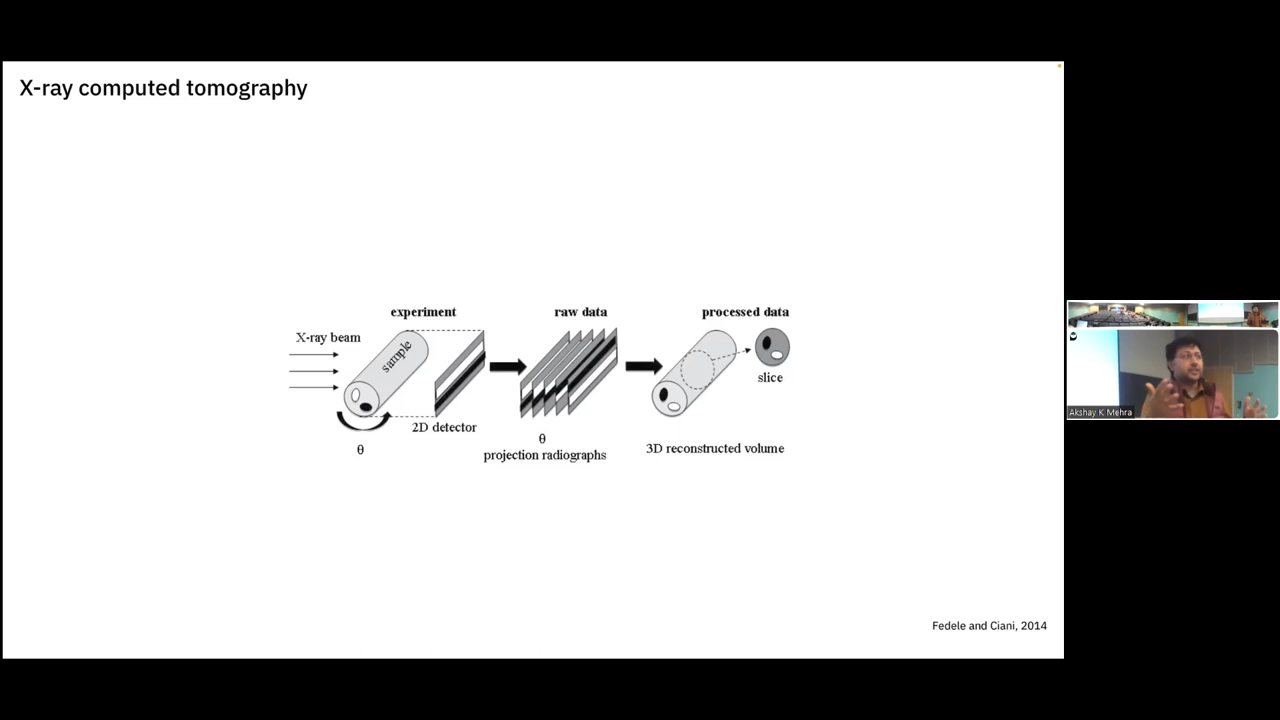 X-ray computed tomography
experiment
raw data
processed data
X-ray beam
sample
slice
2D detector
θ
θ
projection radiographs
3D reconstructed volume
Fedele and Ciani, 2014
Akshay K Mehra